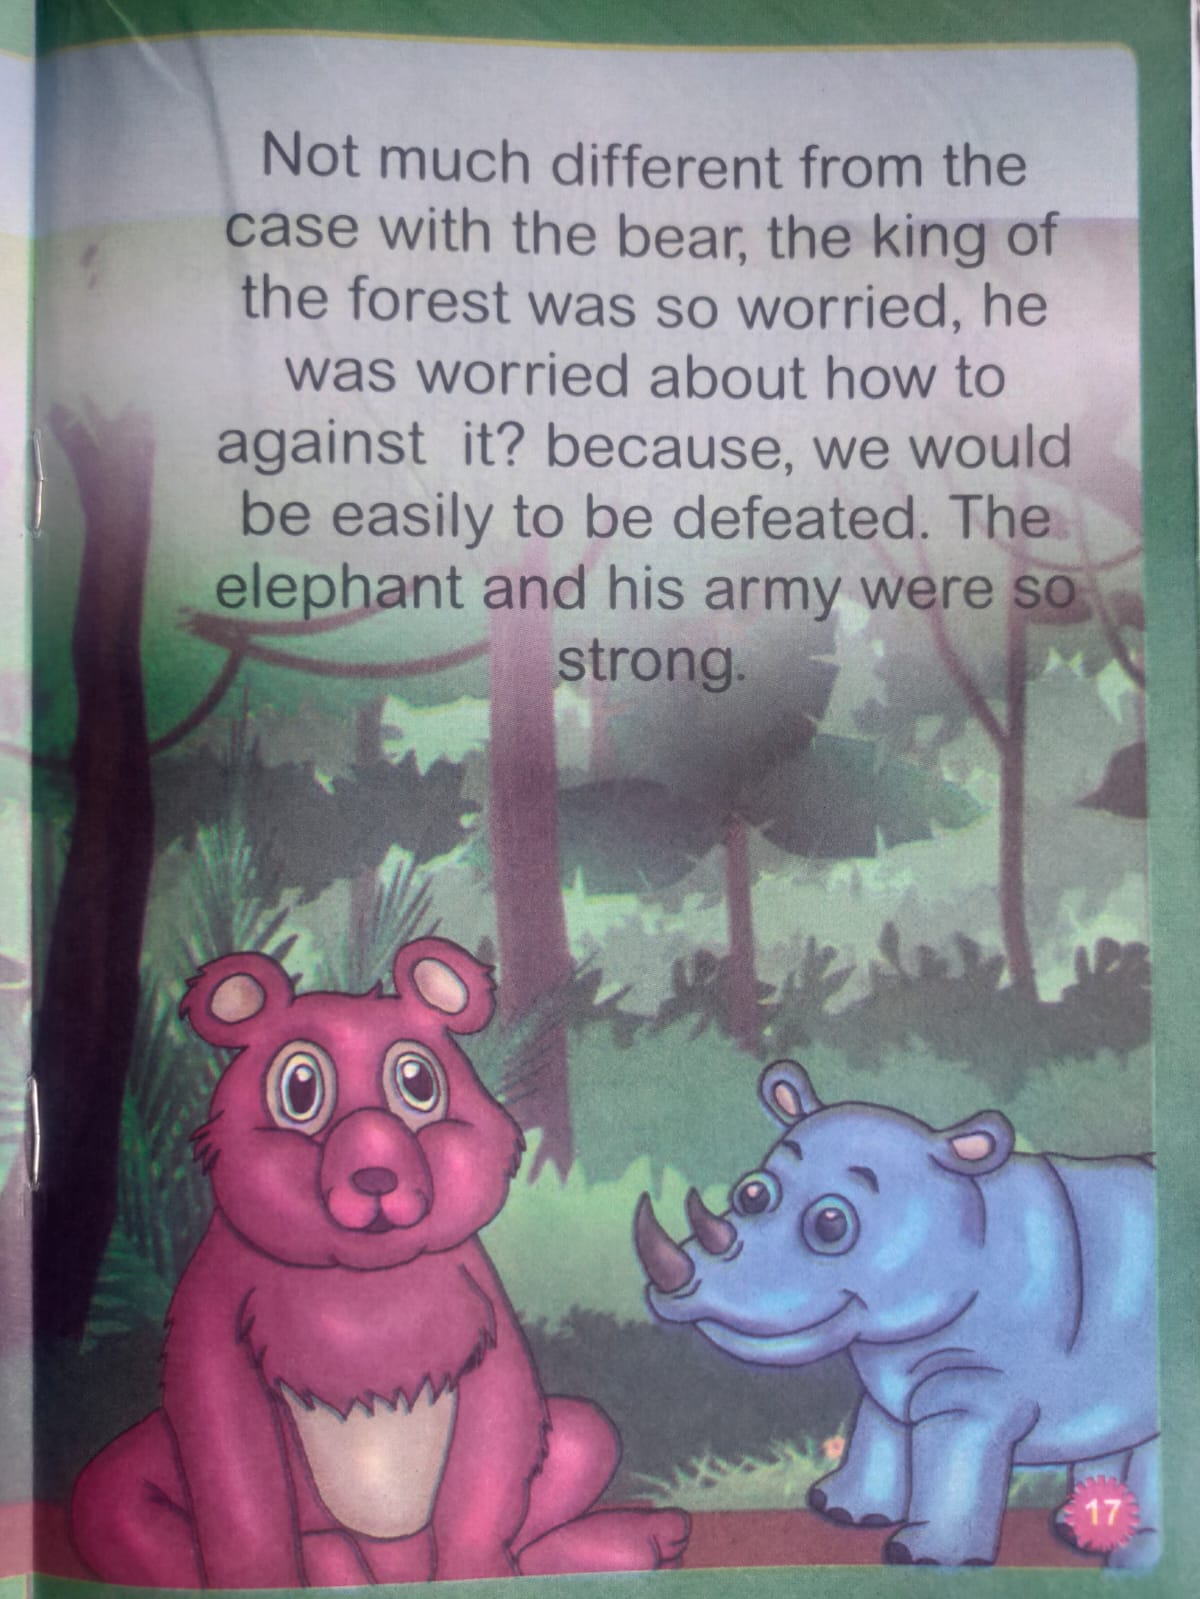 Not much different from the
case with the bear, the king of
the forest was so worried, he
was worried about how to
against  it? because, we would
be easily to be defeated. The
elephant and his army were so
strong.
17